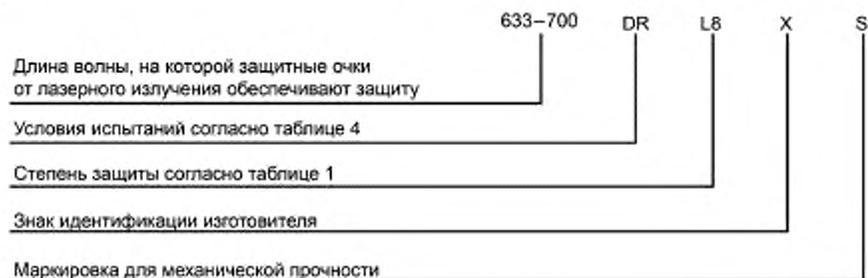 633–700 DR L8 X S
Длина волны, на которой защитные очки
от лазерного излучения обеспечивают защиту
Условия испытаний согласно таблице 4
Степень защиты согласно таблице 1
Знак идентификации изготовителя
Маркировка для механической прочности